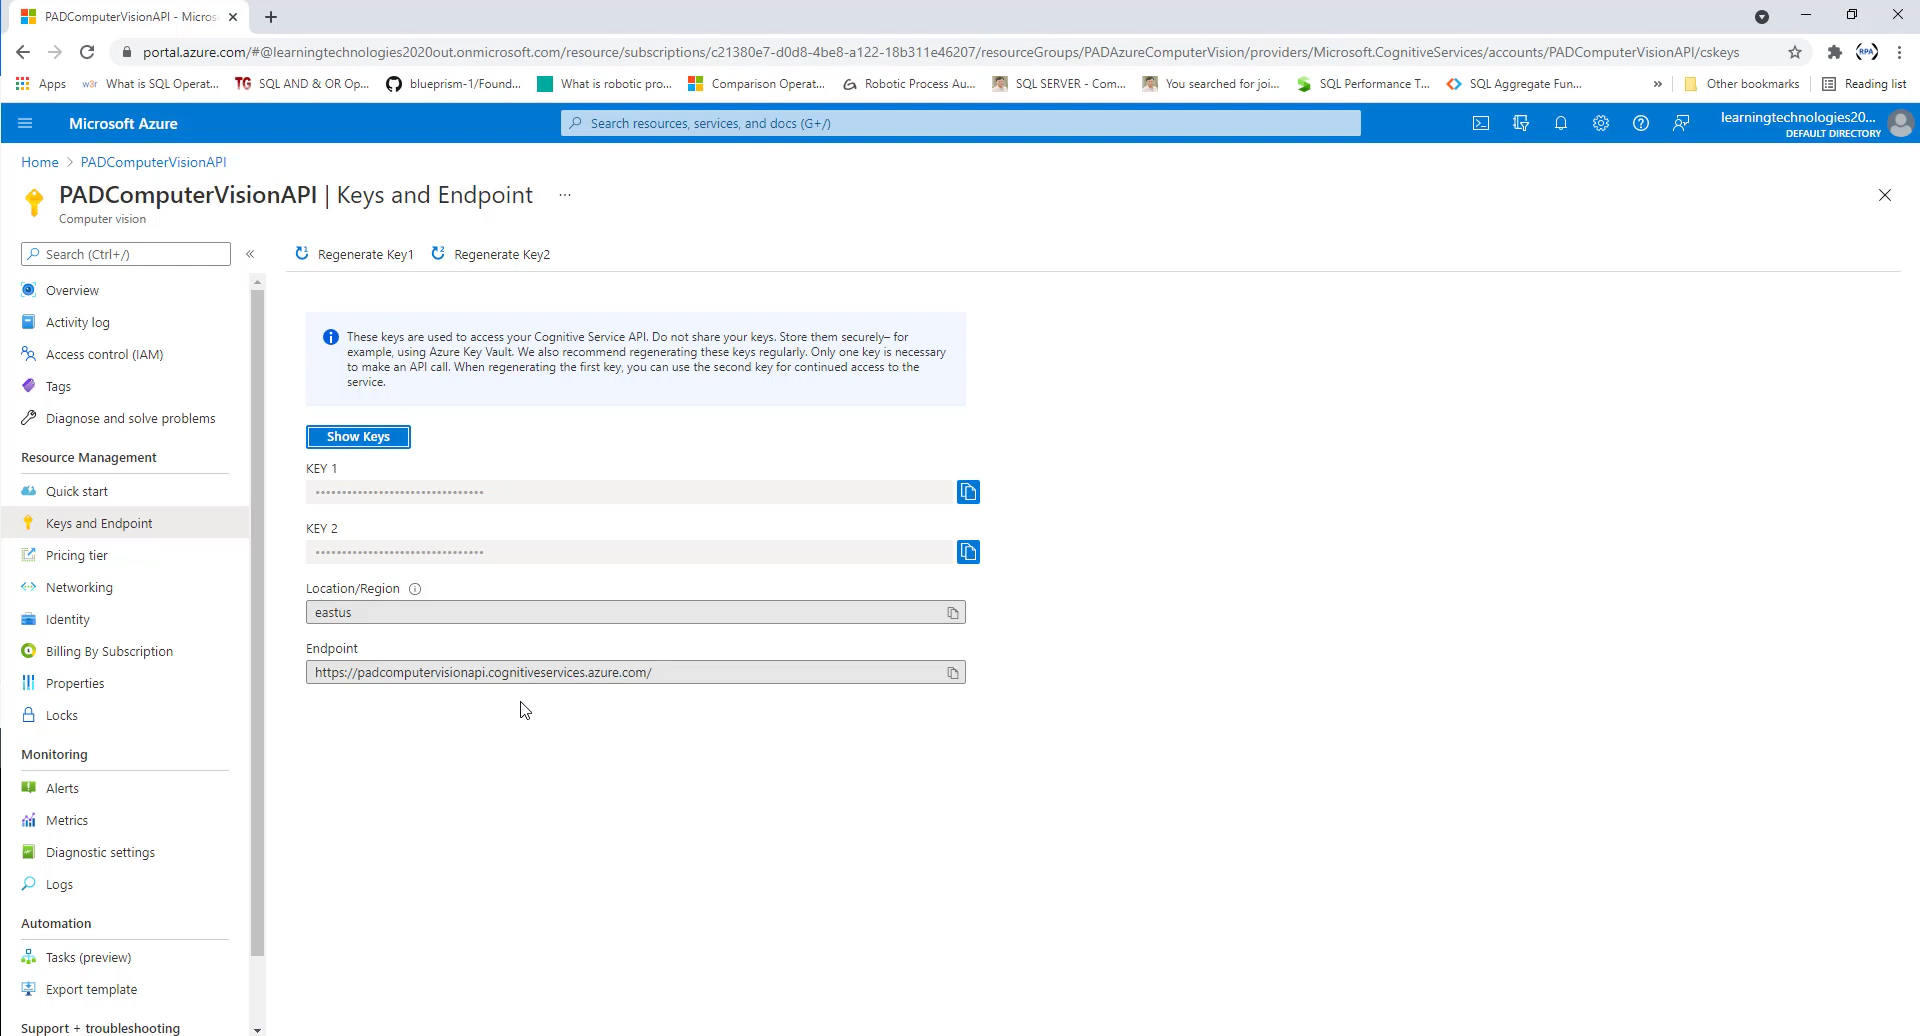 PADComputerVisionAPI - Micros
portal.azure.com/#@learningtechnologies2020out.onmicrosoft.com/resource/subscriptions/c21380e7-d0d8-4be8-a122-18b311e46207/resourceGroups/PADAzureComputerVision/providers/Microsoft.CognitiveServices/accounts/PADComputerVisionAPI/cskeys
RPA
Apps
w3r What is SQL Operat...
TG SQL AND & OR Op...
blueprism-1/Found...
What is robotic pro...
Comparison Operat...
Robotic Process Au...
SQL SERVER - Com...
You searched for joi...
SQL Performance T...
SQL Aggregate Fun...
»
Other bookmarks
Reading list
Microsoft Azure
Search resources, services, and docs (G+/)
learningtechnologies20...
DEFAULT DIRECTORY
Home > PADComputerVisionAPI
PADComputerVisionAPI | Keys and Endpoint ...
Computer vision
Search (Ctrl+/)
«
Regenerate Key1
Regenerate Key2
Overview
Activity log
Access control (IAM)
Tags
Diagnose and solve problems
Resource Management
Quick start
Keys and Endpoint
Pricing tier
Networking
Identity
Billing By Subscription
Properties
Locks
Monitoring
Alerts
Metrics
Diagnostic settings
Logs
Automation
Tasks (preview)
Export template
Support + troubleshooting
These keys are used to access your Cognitive Service API. Do not share your keys. Store them securely– for
example, using Azure Key Vault. We also recommend regenerating these keys regularly. Only one key is necessary
to make an API call. When regenerating the first key, you can use the second key for continued access to the
service.
Show Keys
KEY 1
••••••••••••••••••••••••••••••••
KEY 2
••••••••••••••••••••••••••••••••
Location/Region
eastus
Endpoint
https://padcomputervisionapi.cognitiveservices.azure.com/